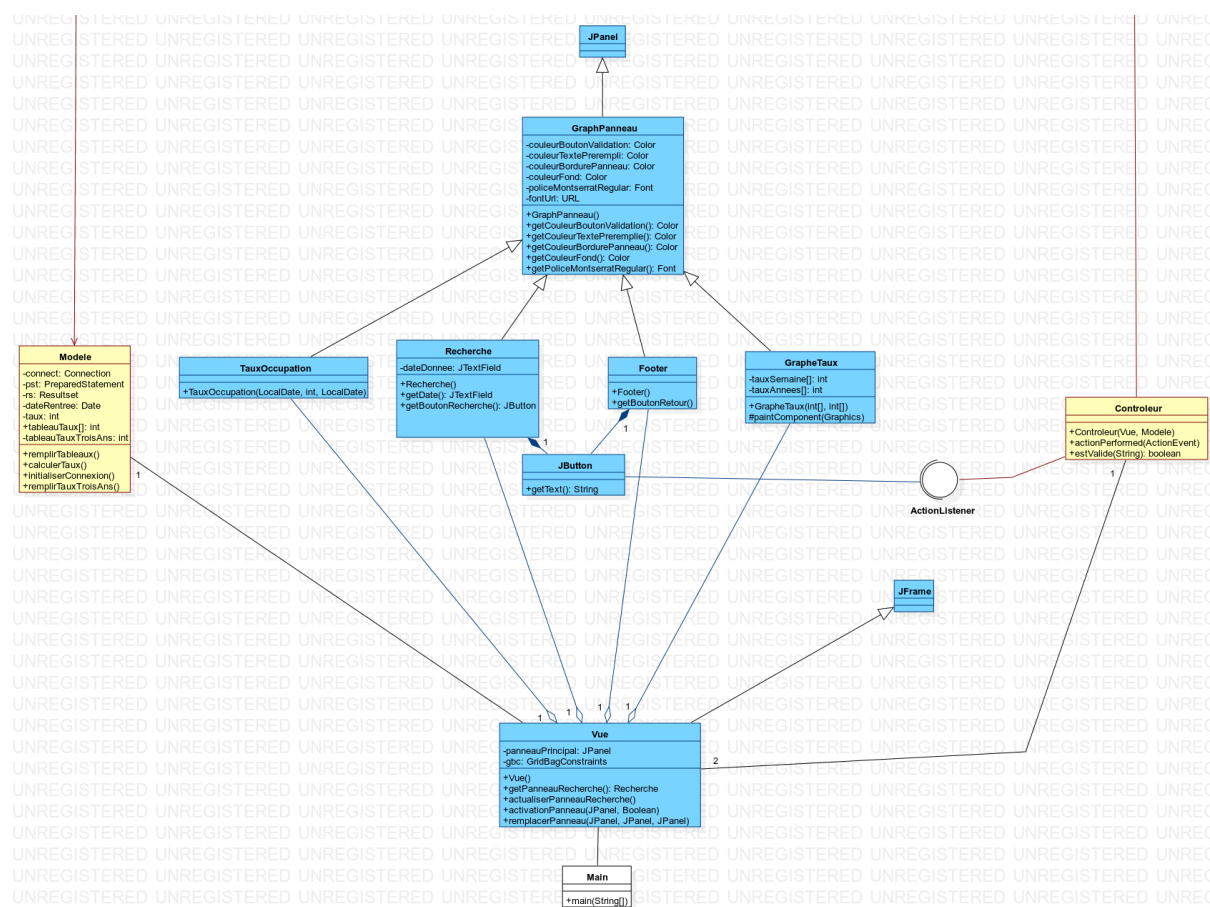 UNREGISTERED
JPanel
GraphPanneau
-couleurBoutonValidation: Color
-couleurTextePrerempli: Color
-couleurBordurePanneau: Color
-couleurFond: Color
-policeMontserratRegular: Font
-fontUrl: URL
+GraphPanneau()
+getCouleurBoutonValidation(): Color
+getCouleurTextePreremplie(): Color
+getCouleurBordurePanneau(): Color
+getCouleurFond(): Color
+getPoliceMontserratRegular(): Font
Modele
-connect: Connection
-pst: PreparedStatement
-rs: Resultset
-dateRentree: Date
-taux: int
+tableauTaux[]: int
-tableauTauxTroisAns: int
+remplirTableaux()
+calculerTaux()
+initialiserConnexion()
+remplirTauxTroisAns()
1
TauxOccupation
+TauxOccupation(LocalDate, int, LocalDate)
Recherche
-dateDonnee: JTextField
+Recherche()
+getDate(): JTextField
+getBoutonRecherche(): JButton
1
Footer
+Footer()
+getBoutonRetour()
1
GrapheTaux
-tauxSemaine[]: int
-tauxAnnees[]: int
+GrapheTaux(int[], int[])
#paintComponent(Graphics)
Controleur
+Controleur(Vue, Modele)
+actionPerformed(ActionEvent)
+estValide(String): boolean
1
JButton
+getText(): String
ActionListener
JFrame
1
1
1
1
Vue
-panneauPrincipal: JPanel
-gbc: GridBagConstraints
+Vue()
+getPanneauRecherche(): Recherche
+actualiserPanneauRecherche()
+activationPanneau(JPanel, Boolean)
+remplacerPanneau(JPanel, JPanel, JPanel)
2
Main
+main(String[])